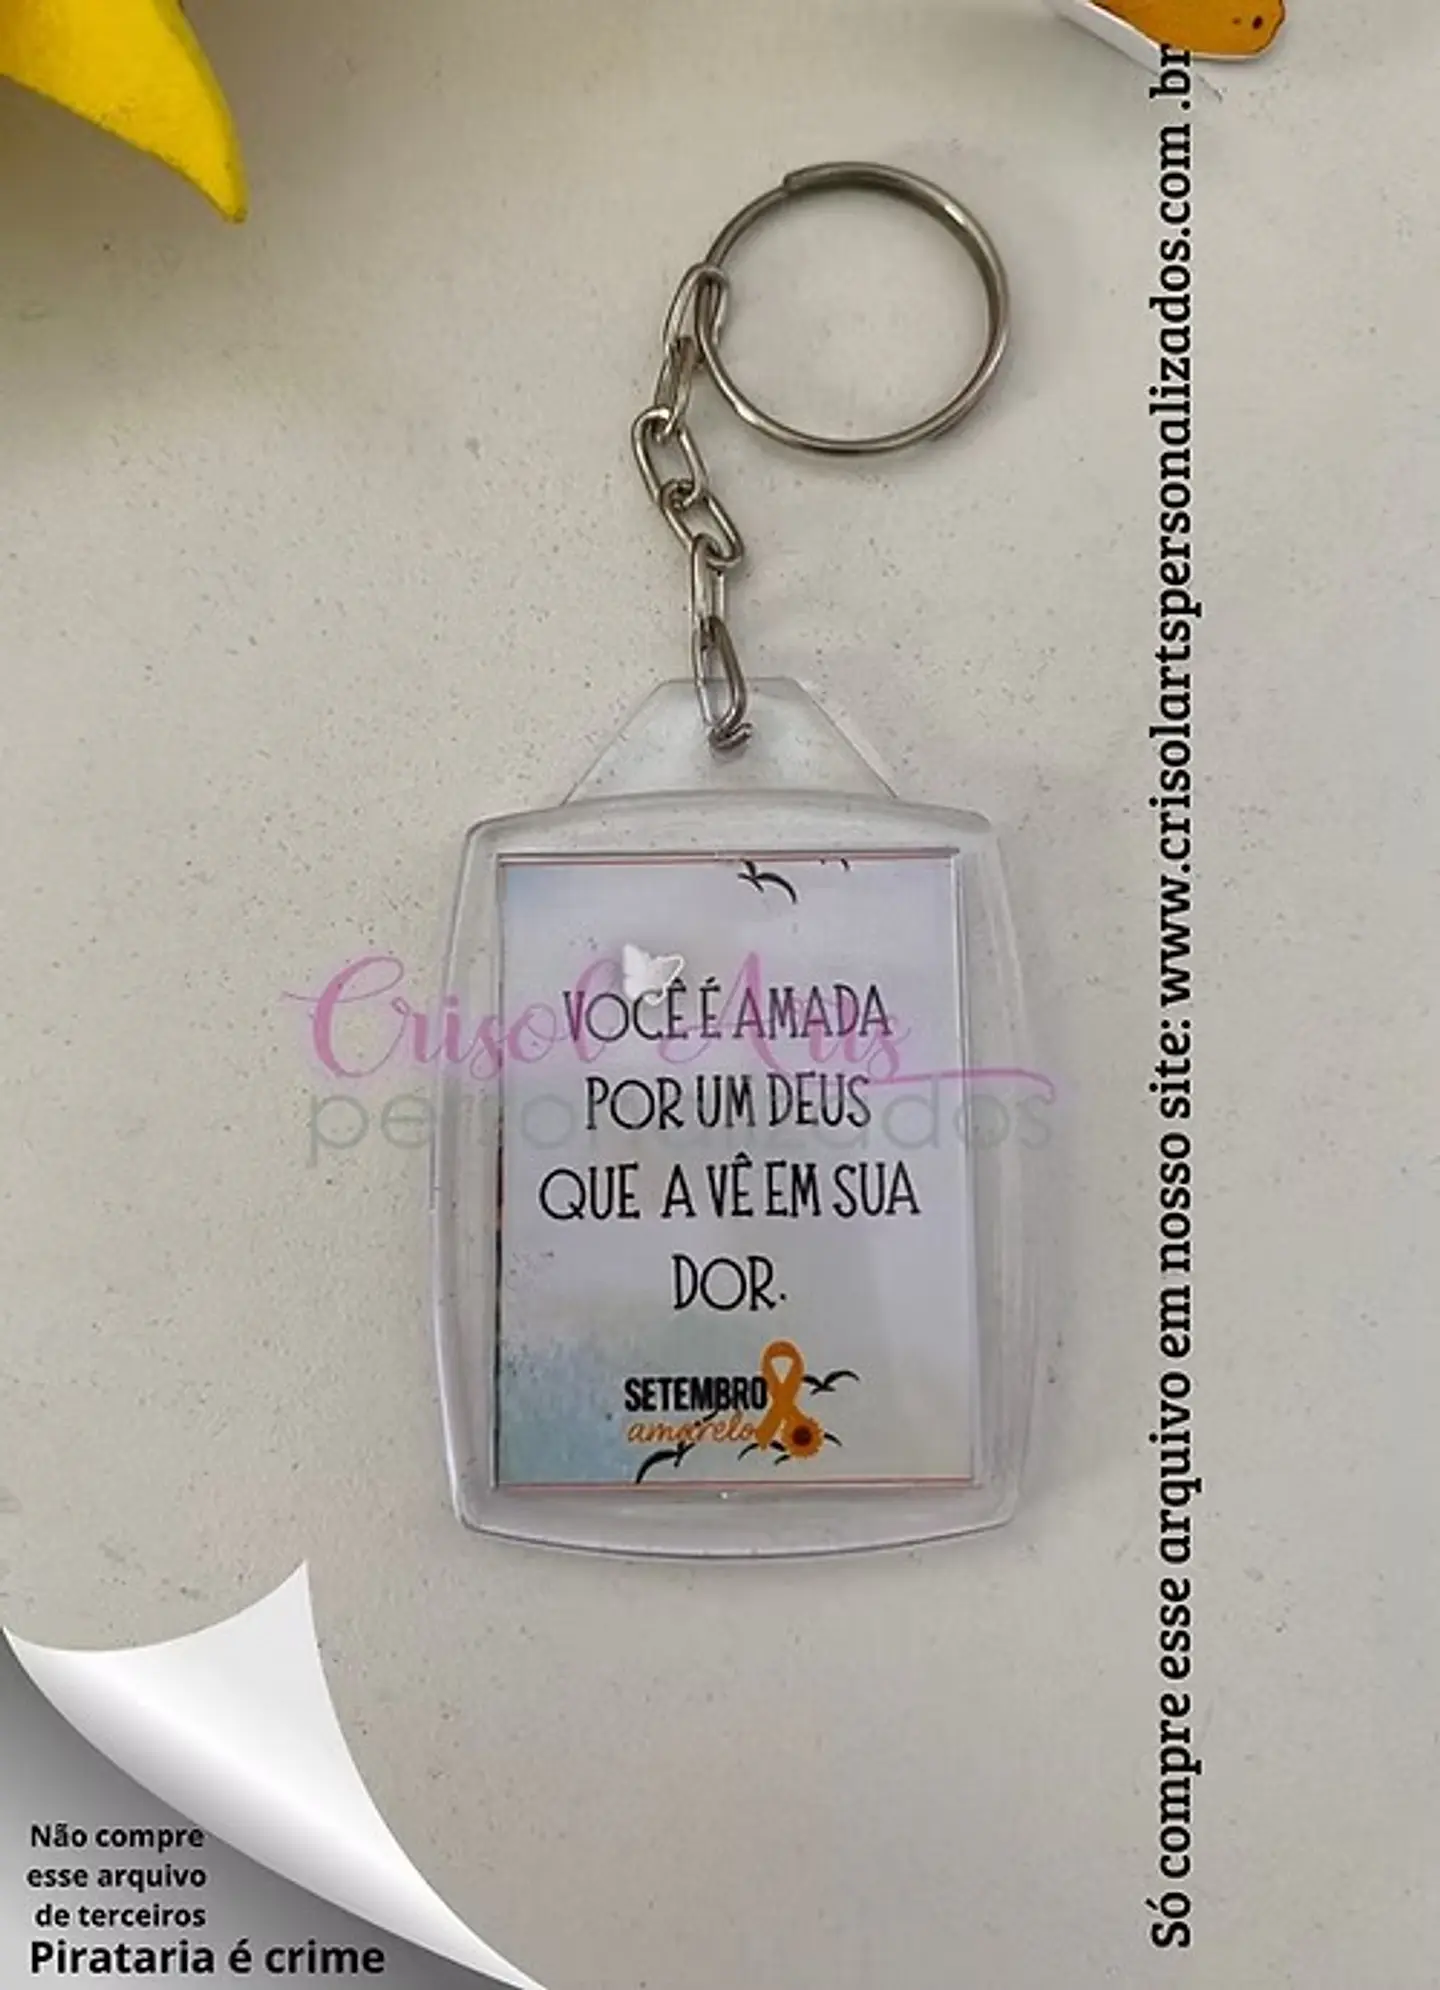 Só compre esse arquivo em nosso site: www.crisolartspersonalizados.com .br
Crisol Arts
personalizados
VOCÊ É AMADA
POR UM DEUS
QUE A VÊ EM SUA
DOR.
SETEMBRO
amarelo
Não compre
esse arquivo
de terceiros
Pirataria é crime